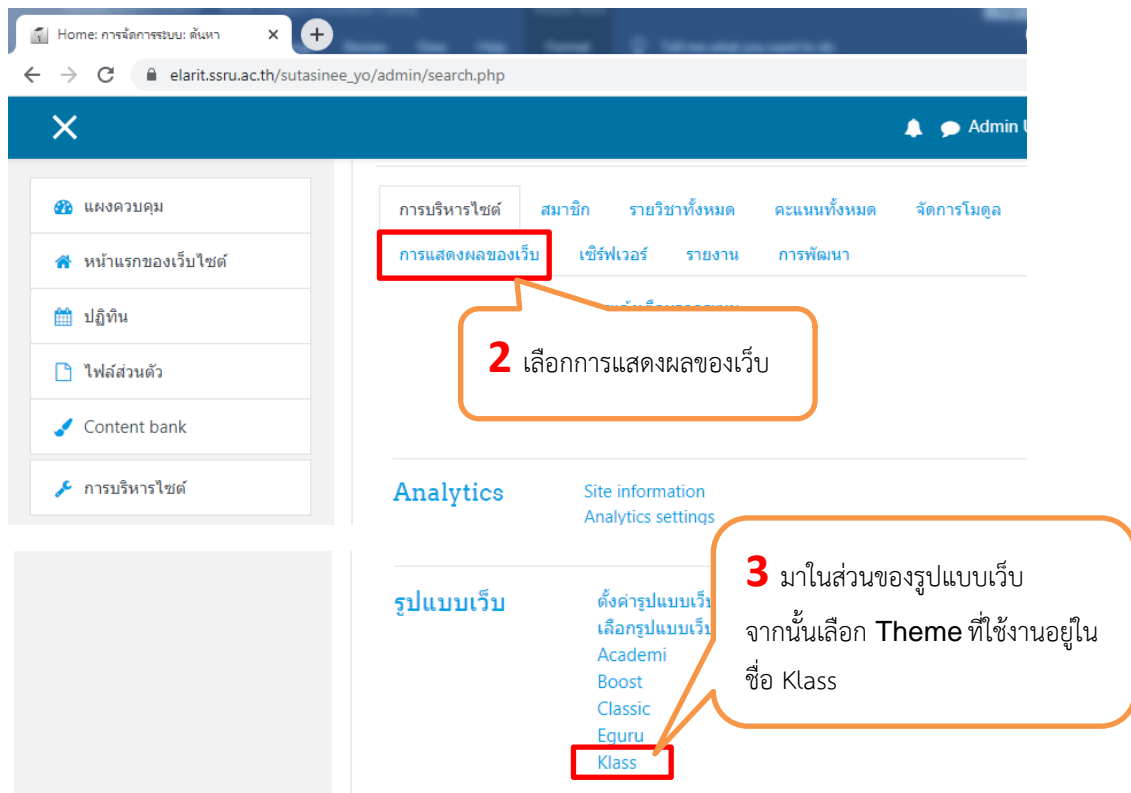 Home: การจัดการระบบ: ค้นหา
elarit.ssru.ac.th/sutasinee_yo/admin/search.php
Admin
แผงควบคุม
หน้าแรกของเว็บไซต์
ปฏิทิน
ไฟล์ส่วนตัว
Content bank
การบริหารไซต์
การบริหารไซต์ สมาชิก รายวิชาทั้งหมด คะแนนทั้งหมด จัดการโมดูล
การแสดงผลของเว็บ เซิร์ฟเวอร์ รายงาน การพัฒนา
2 เลือกการแสดงผลของเว็บ
Analytics
Site information
Analytics settings
3 มาในส่วนของรูปแบบเว็บ
จากนั้นเลือก Theme ที่ใช้งานอยู่ใน
ชื่อ Klass
รูปแบบเว็บ
ตั้งค่ารูปแบบเว็บ
เลือกรูปแบบเว็บ
Academi
Boost
Classic
Eguru
Klass